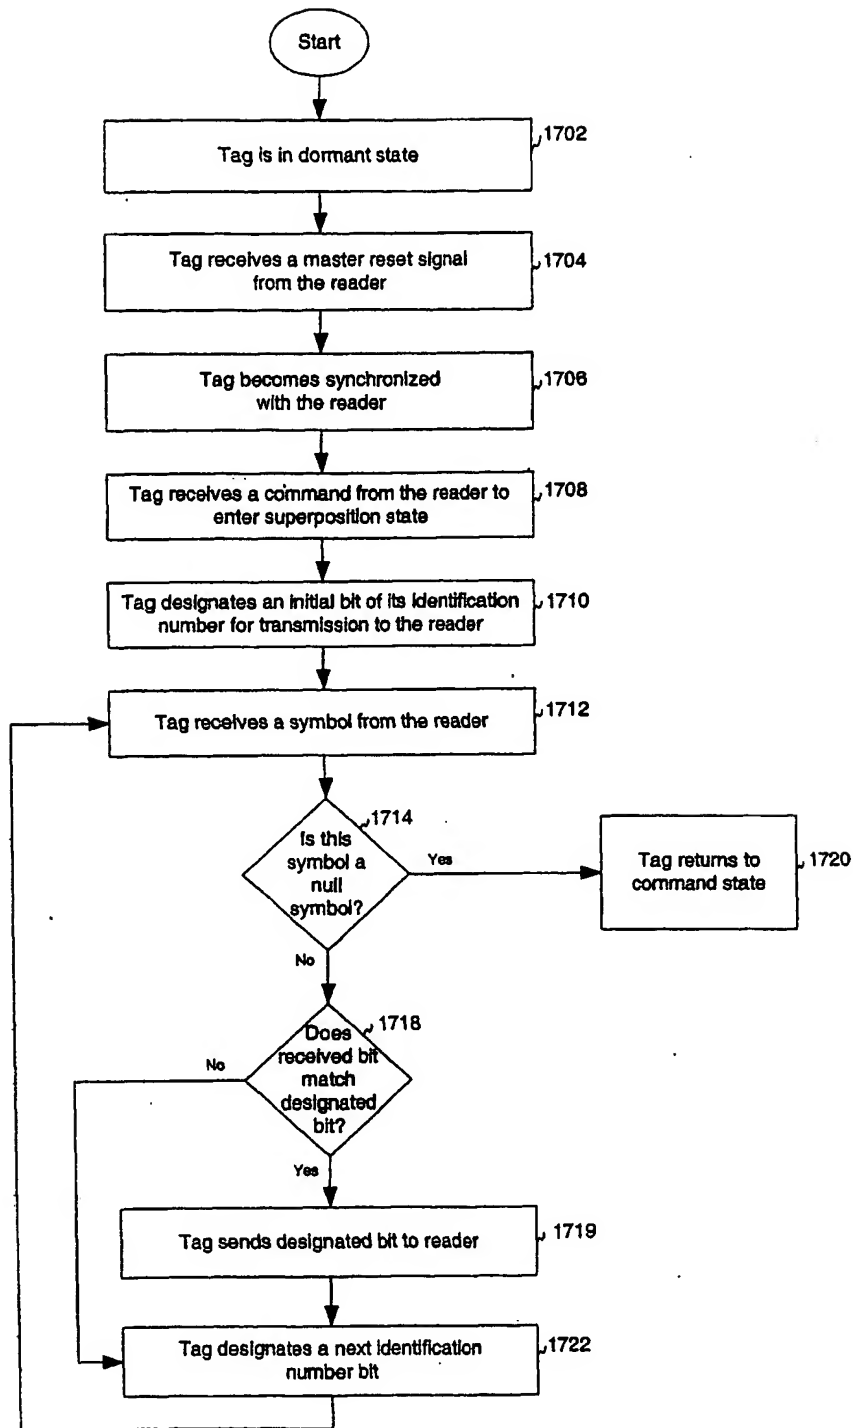 Start
Tag is in dormant state
1702
Tag receives a master reset signal
from the reader
1704
Tag becomes synchronized
with the reader
1706
Tag receives a command from the reader to
enter superposition state
1708
Tag designates an initial bit of its identification
number for transmission to the reader
1710
Tag receives a symbol from the reader
1712
Is this
symbol a
null
symbol?
1714
Yes
Tag returns to
command state
1720
No
Does
received bit
match
designated
bit?
1718
No
Yes
Tag sends designated bit to reader
1719
Tag designates a next identification
number bit
1722